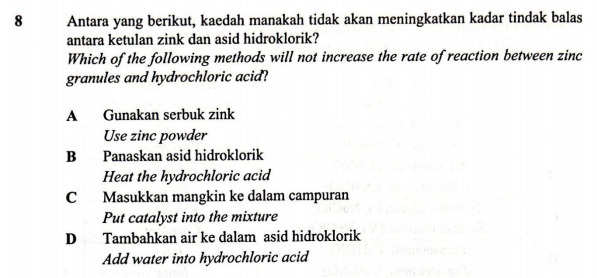 8 Antara yang berikut, kaedah manakah tidak akan meningkatkan kadar tindak balas
antara ketulan zink dan asid hidroklorik?
Which of the following methods will not increase the rate of reaction between zinc
granules and hydrochloric acid?
A Gunakan serbuk zink
Use zinc powder
B Panaskan asid hidroklorik
Heat the hydrochloric acid
C Masukkan mangkin ke dalam campuran
Put catalyst into the mixture
D Tambahkan air ke dalam asid hidroklorik
Add water into hydrochloric acid